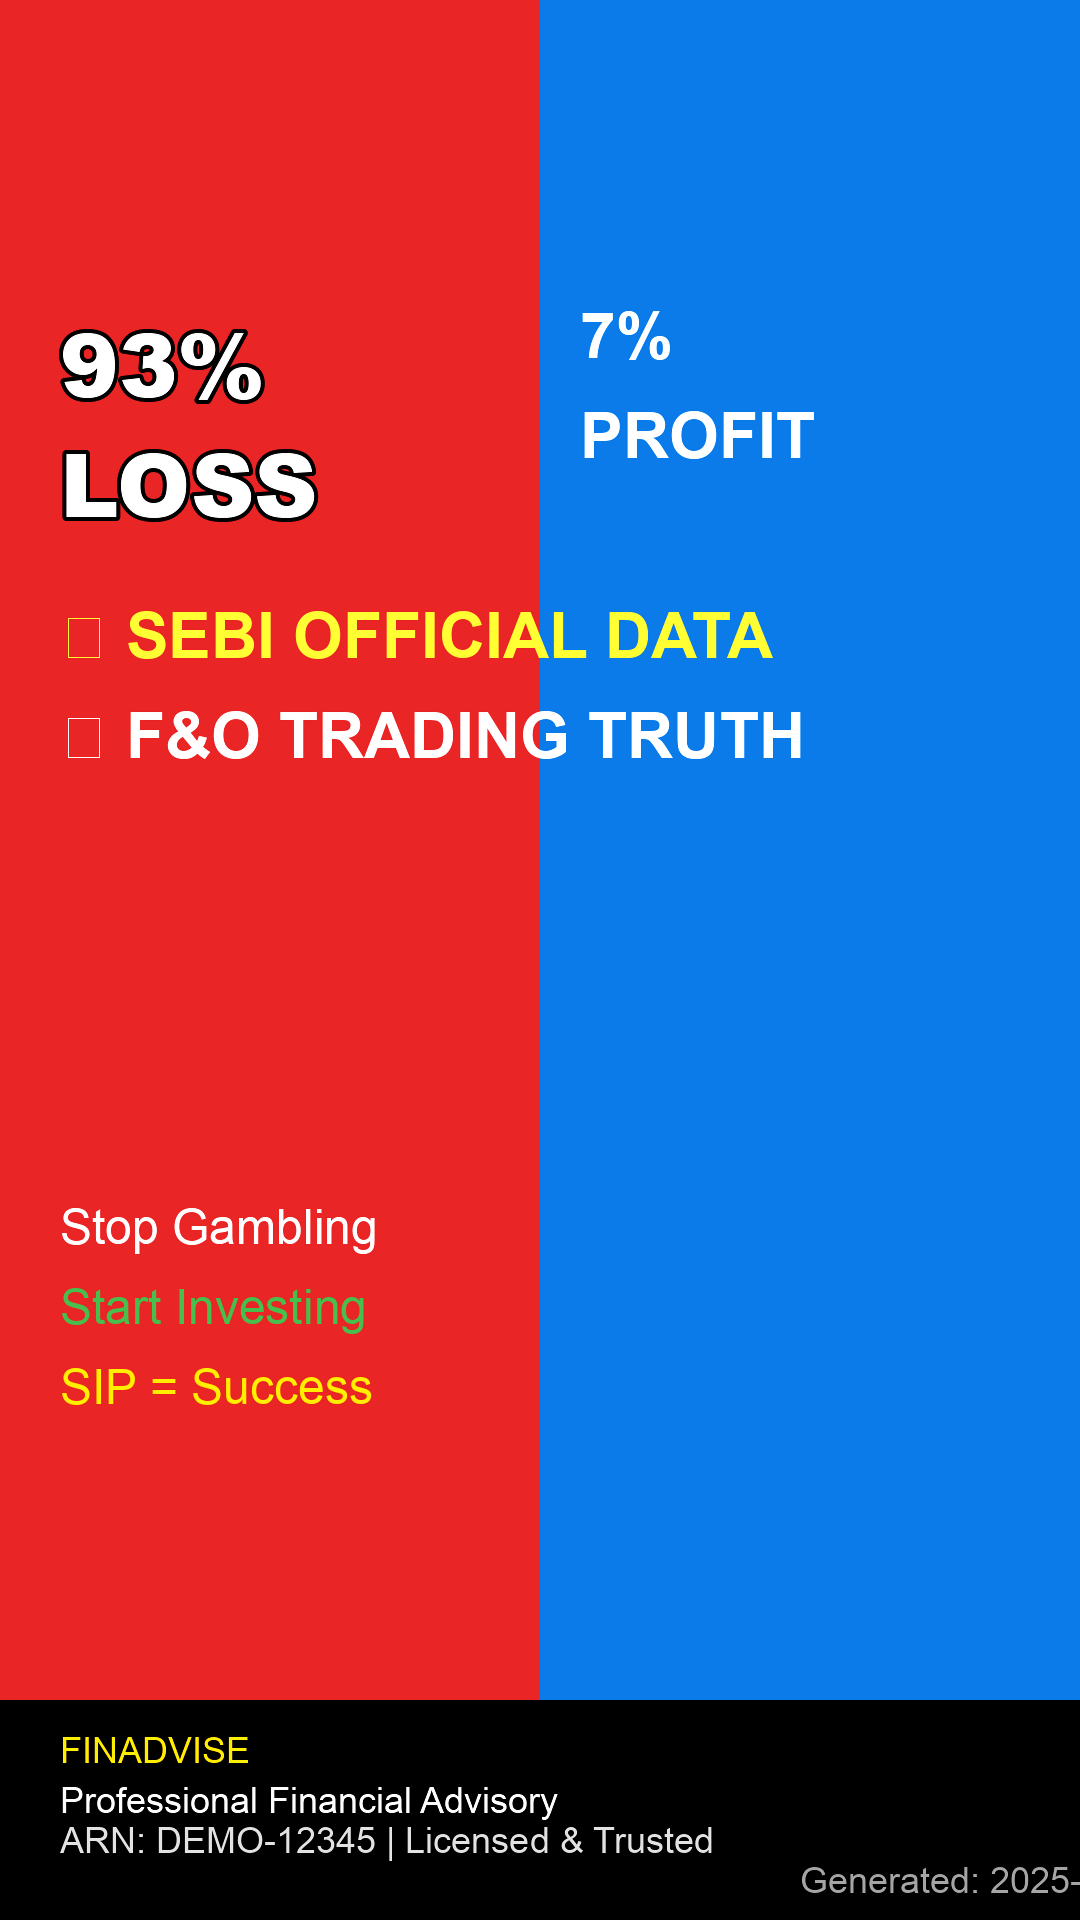 93%
LOSS
7%
PROFIT
SEBI OFFICIAL DATA
F&O TRADING TRUTH
Stop Gambling
Start Investing
SIP = Success
FINADVISE
Professional Financial Advisory
ARN: DEMO-12345 | Licensed & Trusted
Generated: 2025-